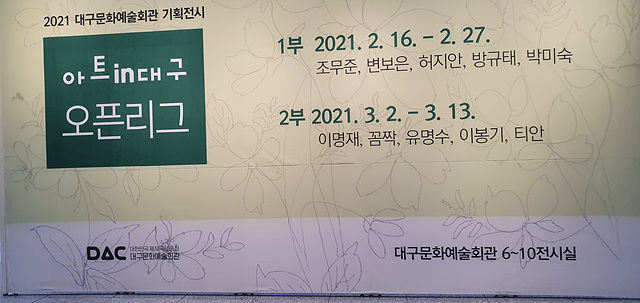 2021 대구문화예술회관 기획전시
아트in대구
오픈리그
1부 2021. 2. 16. – 2. 27.
조무준, 변보은, 허지안, 방규태, 박미숙
2부 2021. 3. 2. – 3. 13.
이명재, 꼼짝, 유명수, 이봉기, 티안
DAC
대구문화예술회관
대구문화예술회관 6~10전시실